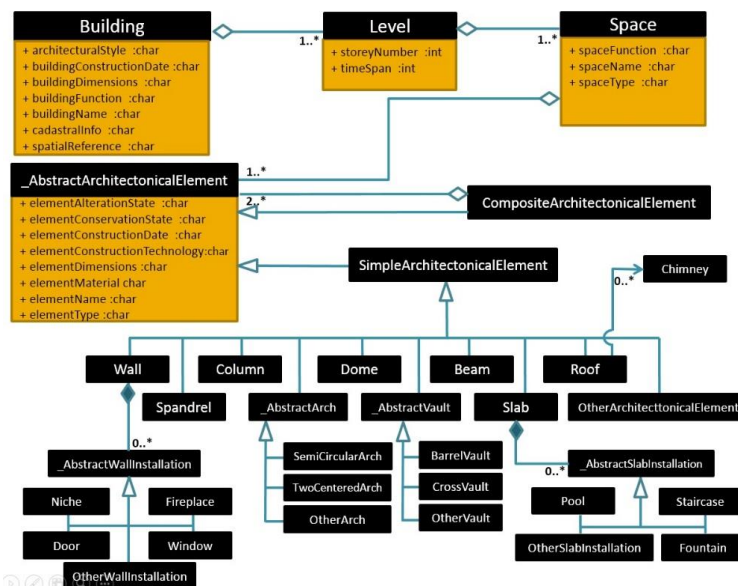 Building
+ architecturalStyle :char
+ buildingConstructionDate :char
+ buildingDimensions :char
+ buildingFunction :char
+ buildingName :char
+ cadastralInfo :char
+ spatialReference :char
1..*
Level
+ storeyNumber :int
+ timeSpan :int
1..*
Space
+ spaceFunction :char
+ spaceName :char
+ spaceType :char
1..*
_AbstractArchitectonicalElement
+ elementAlterationState :char
+ elementConservationState :char
+ elementConstructionDate :char
+ elementConstructionTechnology:char
+ elementDimensions :char
+ elementMaterial char
+ elementName :char
+ elementType :char
2..*
CompositeArchitectonicalElement
SimpleArchitectonicalElement
Chimney
0..*
Wall
Column
Dome
Beam
Roof
Spandrel
_AbstractArch
_AbstractVault
Slab
OtherArchitecttonicalElement
0..*
_AbstractWallInstallation
Niche
Fireplace
Door
Window
OtherWallInstallation
SemiCircularArch
TwoCenteredArch
OtherArch
BarrelVault
CrossVault
OtherVault
0..*
_AbstractSlabInstallation
Pool
Staircase
OtherSlabInstallation
Fountain